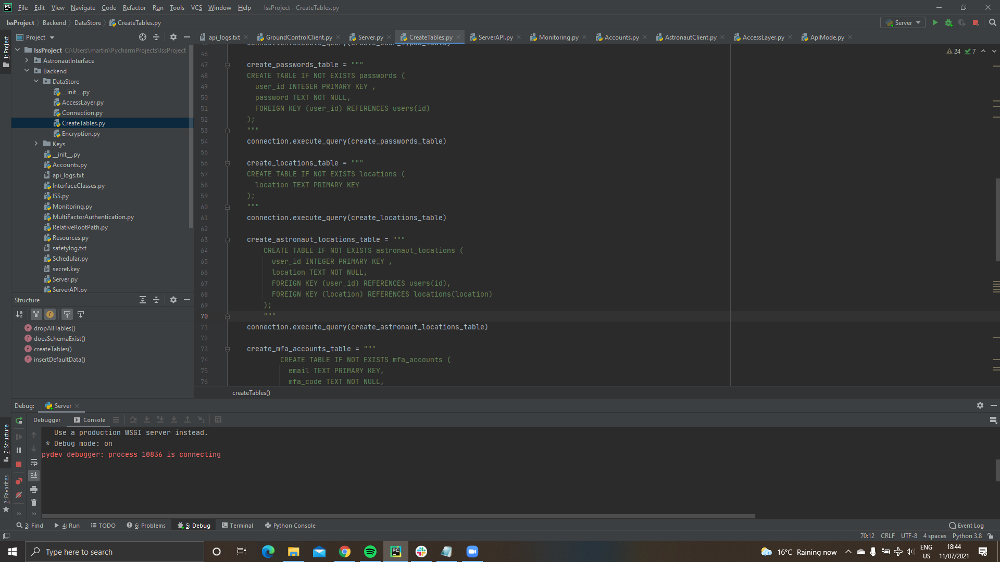 PC File Edit View Navigate Code Refactor Run Tools VCS Window Help IssProject - CreateTables.py
IssProject Backend DataStore CreateTables.py Server
1: Project
Project
api_logs.txt GroundControlClient.py Server.py CreateTables.py ServerAPI.py Monitoring.py Accounts.py AstronautClient.py AccessLayer.py ApiMode.py
IssProject C:\Users\martin\PycharmProjects\IssProject
AstronautInterface
Backend
DataStore
__init__.py
AccessLayer.py
Connection.py
CreateTables.py
Encryption.py
Keys
__init__.py
Accounts.py
api_logs.txt
InterfaceClasses.py
ISS.py
Monitoring.py
MultiFactorAuthentication.py
RelativeRootPath.py
Resources.py
safetylog.txt
Schedular.py
secret.key
Server.py
ServerAPI.py
Structure
dropAllTables()
doesSchemaExist()
createTables()
insertDefaultData()
24 7
connection.execute_query(create_user_types_table)
46
47 create_passwords_table = """
48 CREATE TABLE IF NOT EXISTS passwords (
49 user_id INTEGER PRIMARY KEY ,
50 password TEXT NOT NULL,
51 FOREIGN KEY (user_id) REFERENCES users(id)
52 );
53 """
54 connection.execute_query(create_passwords_table)
55
56 create_locations_table = """
57 CREATE TABLE IF NOT EXISTS locations (
58 location TEXT PRIMARY KEY
59 );
60 """
61 connection.execute_query(create_locations_table)
62
63 create_astronaut_locations_table = """
64 CREATE TABLE IF NOT EXISTS astronaut_locations (
65 user_id INTEGER PRIMARY KEY ,
66 location TEXT NOT NULL,
67 FOREIGN KEY (user_id) REFERENCES users(id),
68 FOREIGN KEY (location) REFERENCES locations(location)
69 );
70 """
71 connection.execute_query(create_astronaut_locations_table)
72
73 create_mfa_accounts_table = """
74 CREATE TABLE IF NOT EXISTS mfa_accounts (
75 email TEXT PRIMARY KEY,
76 mfa_code TEXT NOT NULL,
createTables()
Debug: Server
Debugger Console
Use a production WSGI server instead.
* Debug mode: on
pydev debugger: process 10836 is connecting
7: Structure
2: Favorites
3: Find 4: Run TODO 6: Problems 5: Debug Terminal Python Console Event Log
70:12 CRLF UTF-8 4 spaces Python 3.8
Type here to search
PC
16°C Raining now
ENG
US
18:44
11/07/2021